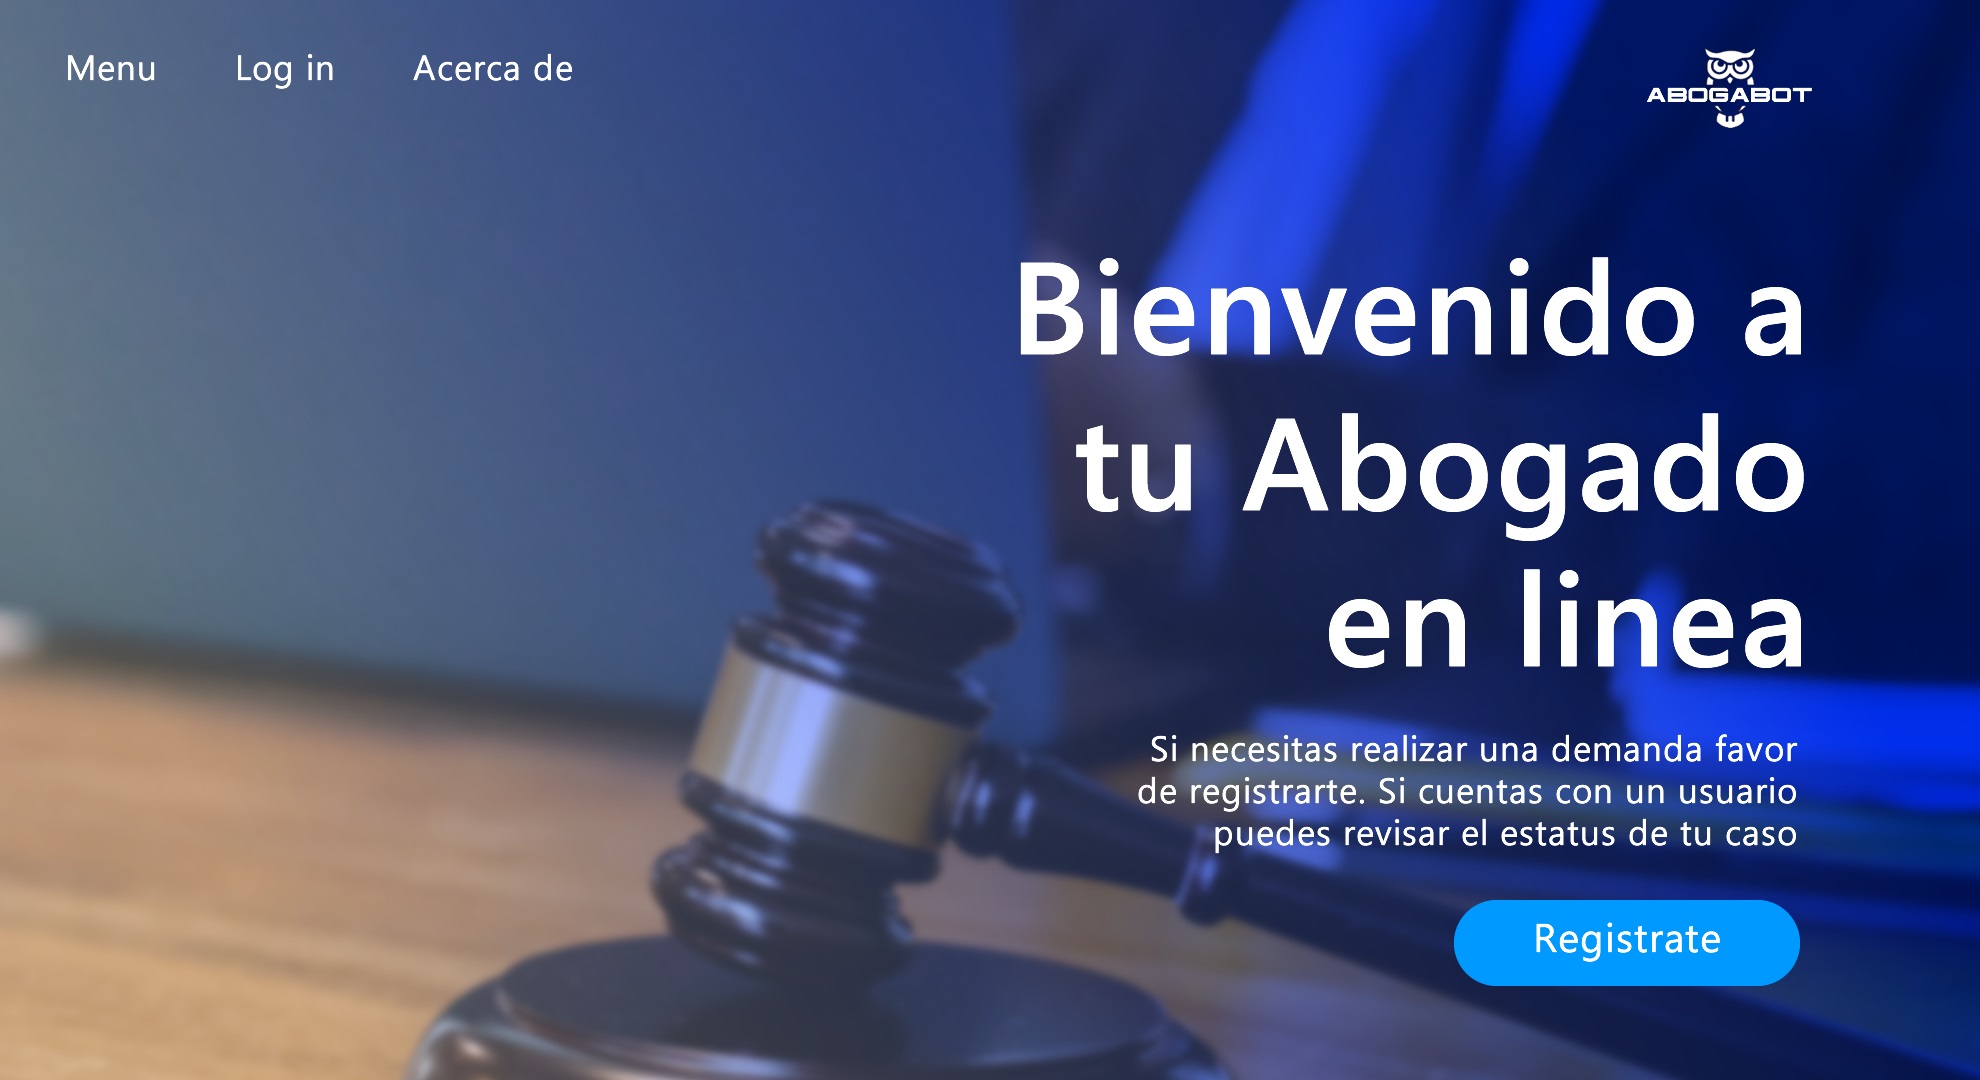 Menu
Log in
Acerca de
ABOGABOT
Bienvenido a
tu Abogado
en linea
Si necesitas realizar una demanda favor
de registrarte. Si cuentas con un usuario
puedes revisar el estatus de tu caso
Registrate